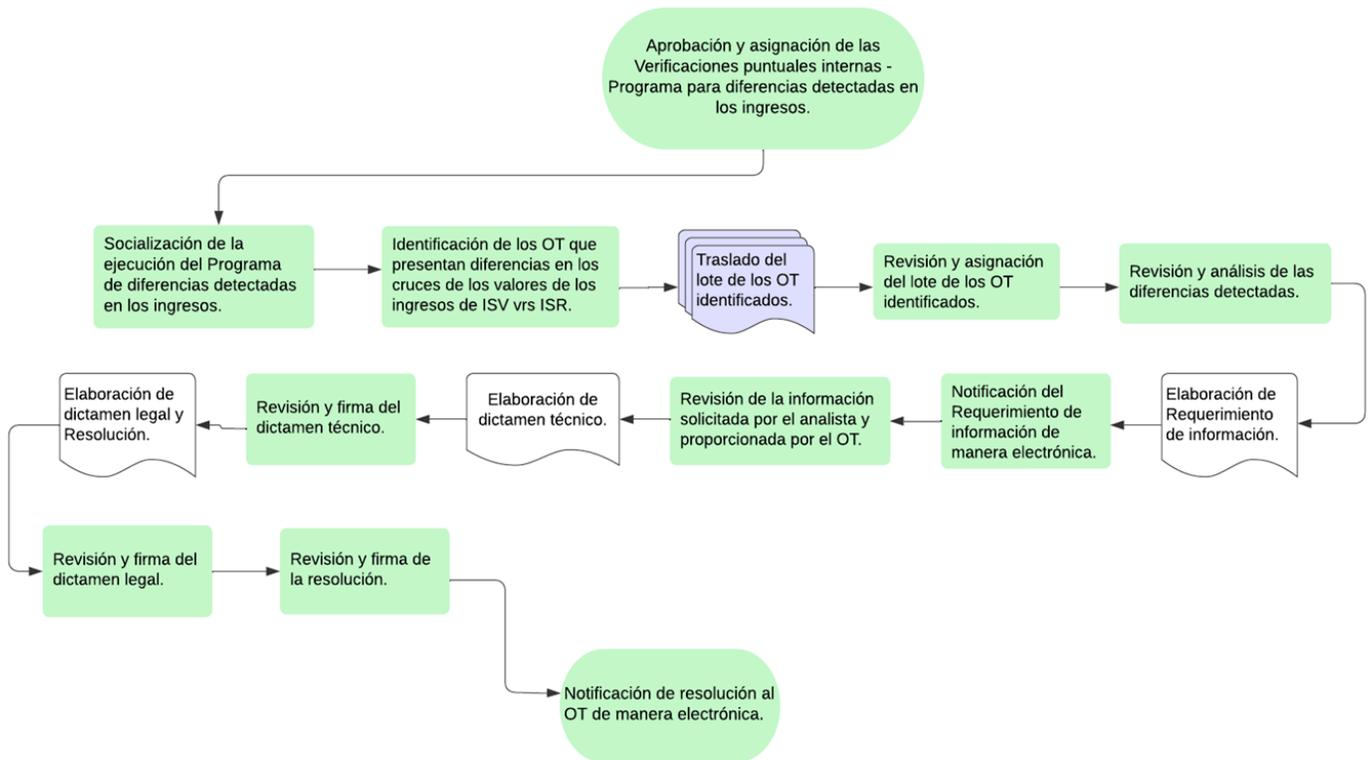 Aprobación y asignación de las
Verificaciones puntuales internas -
Programa para diferencias detectadas en
los ingresos.
Socialización de la
ejecución del Programa
de diferencias detectadas
en los ingresos.
Identificación de los OT que
presentan diferencias en los
cruces de los valores de los
ingresos de ISV vrs ISR.
Traslado del
lote de los OT
identificados.
Revisión y asignación
del lote de los OT
identificados.
Revisión y análisis de las
diferencias detectadas.
Elaboración de
Requerimiento
de información.
Notificación del
Requerimiento de
información de
manera electrónica.
Revisión de la información
solicitada por el analista y
proporcionada por el OT.
Elaboración de
dictamen técnico.
Revisión y firma del
dictamen técnico.
Elaboración de
dictamen legal y
Resolución.
Revisión y firma del
dictamen legal.
Revisión y firma de
la resolución.
Notificación de resolución al
OT de manera electrónica.